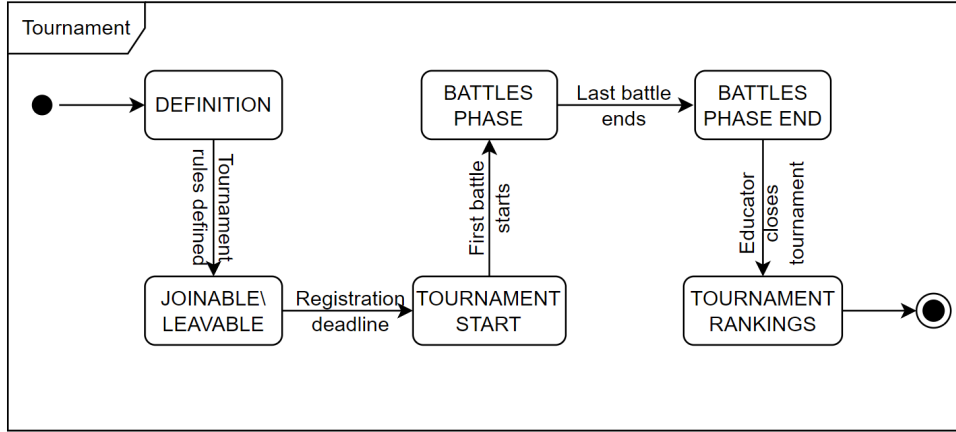 Tournament
DEFINITION
Tournament
rules defined
JOINABLE\
LEAVABLE
Registration
deadline
TOURNAMENT
START
First battle
starts
BATTLES
PHASE
Last battle
ends
BATTLES
PHASE END
Educator
closes
tournament
TOURNAMENT
RANKINGS